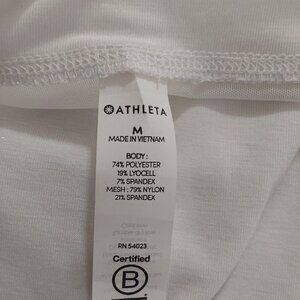 ATHLETA
M
MADE IN VIETNAM
BODY :
74% POLYESTER
19% LYOCELL
7% SPANDEX
MESH : 79% NYLON
21% SPANDEX
RN 54023
Certified
B